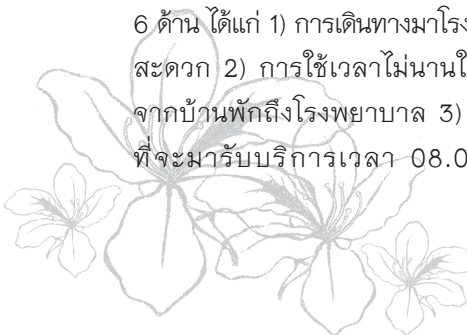 6 ด้าน ได้แก่ 1) การเดินทางมาโรง
สะดวก 2) การใช้เวลาไม่นานใ
จากบ้านพักถึงโรงพยาบาล 3)
ที่จะมารับบริการเวลา 08.0